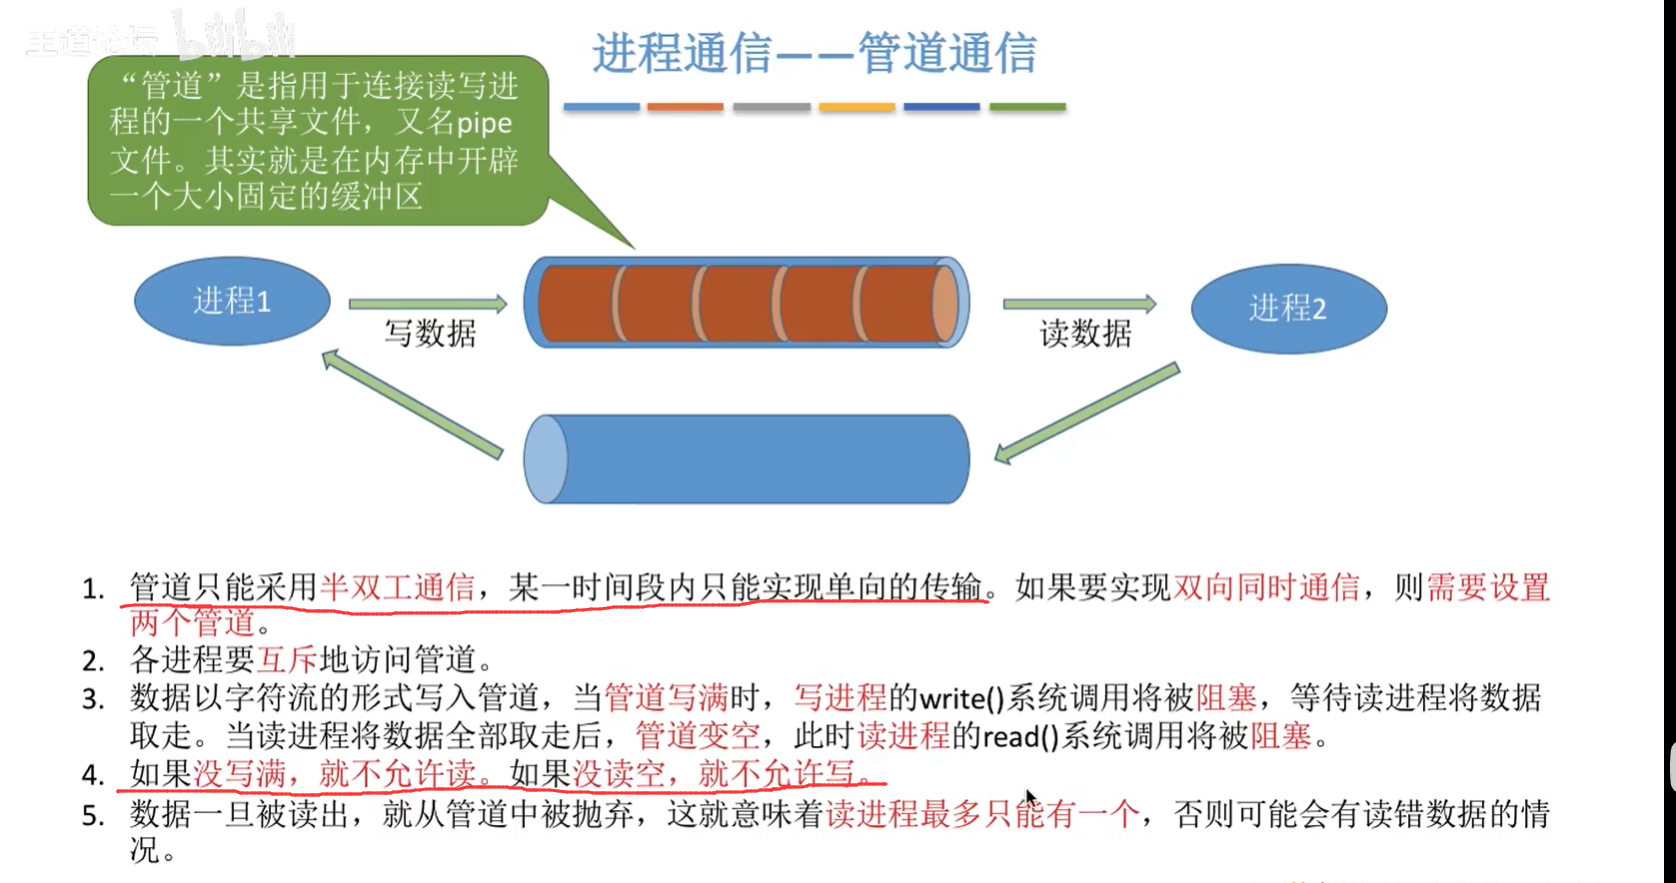 王道论坛 bilibili
进程通信——管道通信
“管道”是指用于连接读写进
程的一个共享文件，又名pipe
文件。其实就是在内存中开辟
一个大小固定的缓冲区
进程1
写数据
读数据
进程2
1. 管道只能采用半双工通信，某一时间段内只能实现单向的传输。如果要实现双向同时通信，则需要设置
两个管道。
2. 各进程要互斥地访问管道。
3. 数据以字符流的形式写入管道，当管道写满时，写进程的write()系统调用将被阻塞，等待读进程将数据
取走。当读进程将数据全部取走后，管道变空，此时读进程的read()系统调用将被阻塞。
4. 如果没写满，就不允许读。如果没读空，就不允许写。
5. 数据一旦被读出，就从管道中被抛弃，这就意味着读进程最多只能有一个，否则可能会有读错数据的情
况。